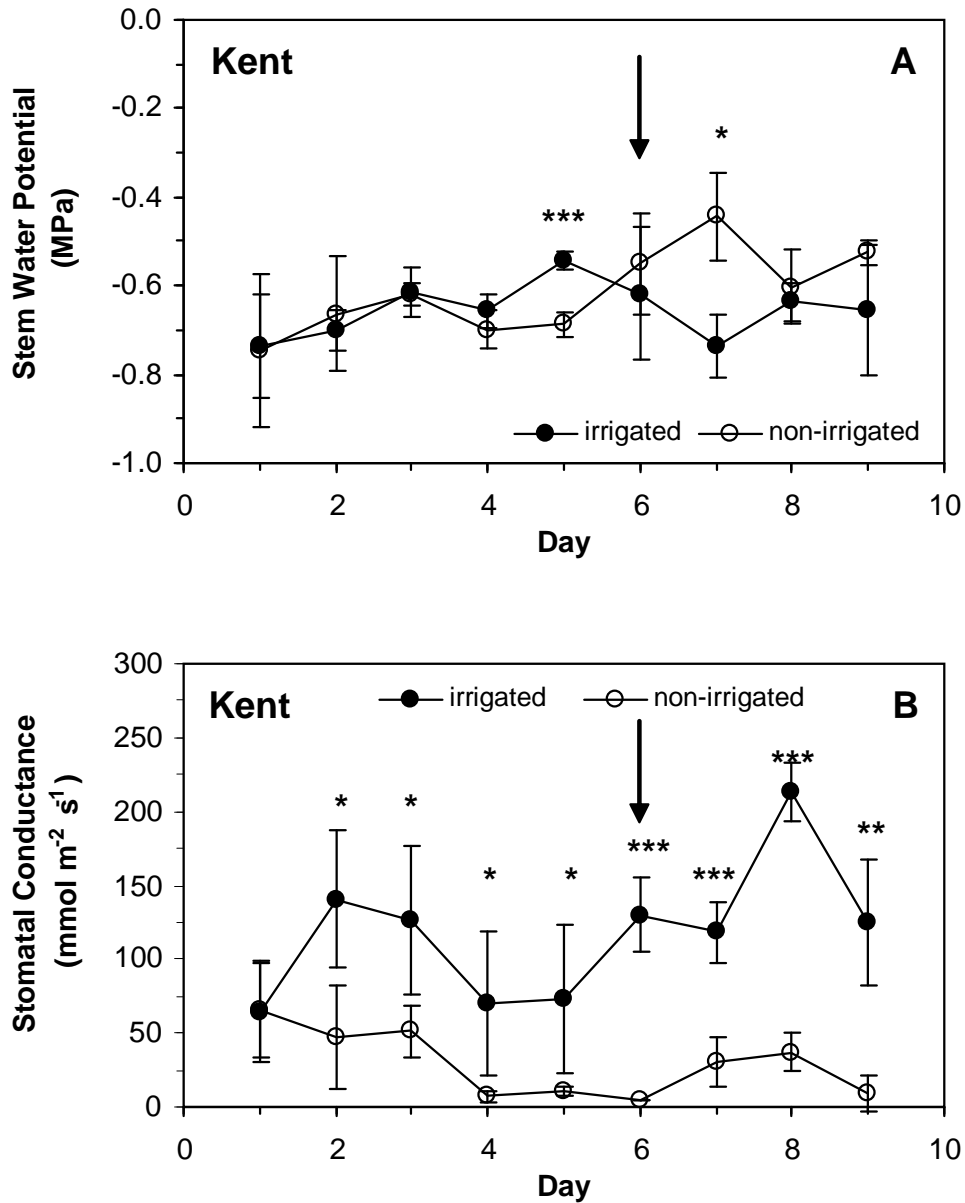 0.0
Kent
A
-0.2
*
***
-0.4
-0.6
-0.8
irrigated
non-irrigated
-1.0
0
2
4
6
8
10
Day
Stem Water Potential
(MPa)
300
Kent
irrigated
non-irrigated
B
250
***
*
*
**
200
***
***
*
*
150
100
50
0
0
2
4
6
8
10
Day
Stomatal Conductance
(mmol m-2 s-1)